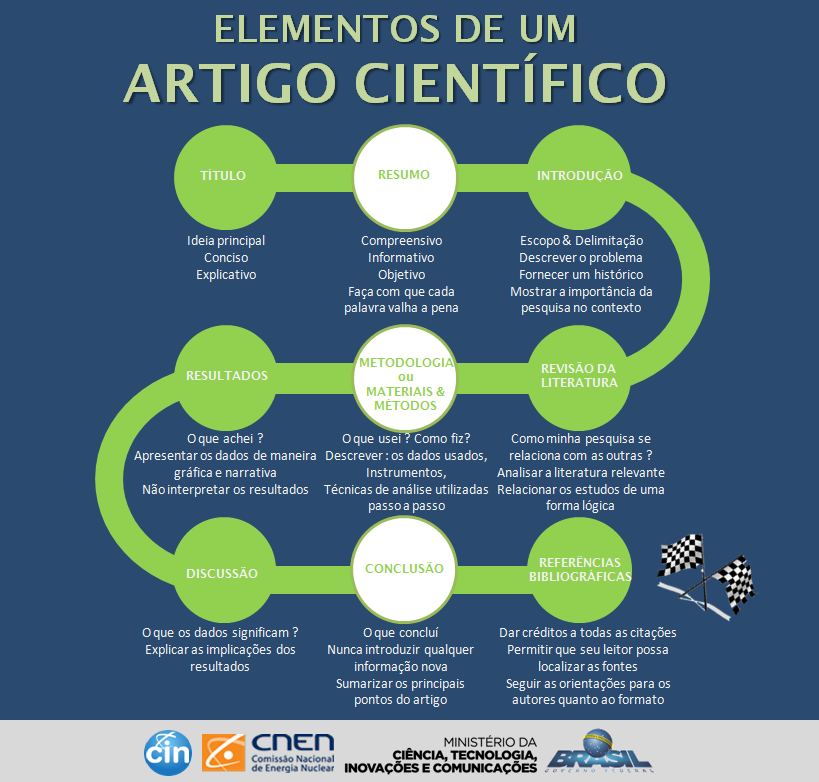 ELEMENTOS DE UM
ARTIGO CIENTÍFICO
TÍTULO
Ideia principal
Conciso
Explicativo
RESUMO
Compreensivo
Informativo
Objetivo
Faça com que cada
palavra valha a pena
INTRODUÇÃO
Escopo & Delimitação
Descrever o problema
Fornecer um histórico
Mostrar a importância da
pesquisa no contexto
REVISÃO DA
LITERATURA
Como minha pesquisa se
relaciona com as outras ?
Analisar a literatura relevante
Relacionar os estudos de uma
forma lógica
METODOLOGIA
ou
MATERIAIS &
MÉTODOS
O que usei ? Como fiz?
Descrever : os dados usados,
Instrumentos,
Técnicas de análise utilizadas
passo a passo
RESULTADOS
O que achei ?
Apresentar os dados de maneira
gráfica e narrativa
Não interpretar os resultados
DISCUSSÃO
O que os dados significam ?
Explicar as implicações dos
resultados
CONCLUSÃO
O que concluí
Nunca introduzir qualquer
informação nova
Sumarizar os principais
pontos do artigo
REFERÊNCIAS
BIBLIOGRÀFICAS
Dar créditos a todas as citações
Permitir que seu leitor possa
localizar as fontes
Seguir as orientações para os
autores quanto ao formato
cin
CNEN
Comissão Nacional
de Energia Nuclear
MINISTÉRIO DA
CIÊNCIA, TECNOLOGIA,
INOVAÇÕES E COMUNICAÇÕES
BRASIL
GOVERNO FEDERAL